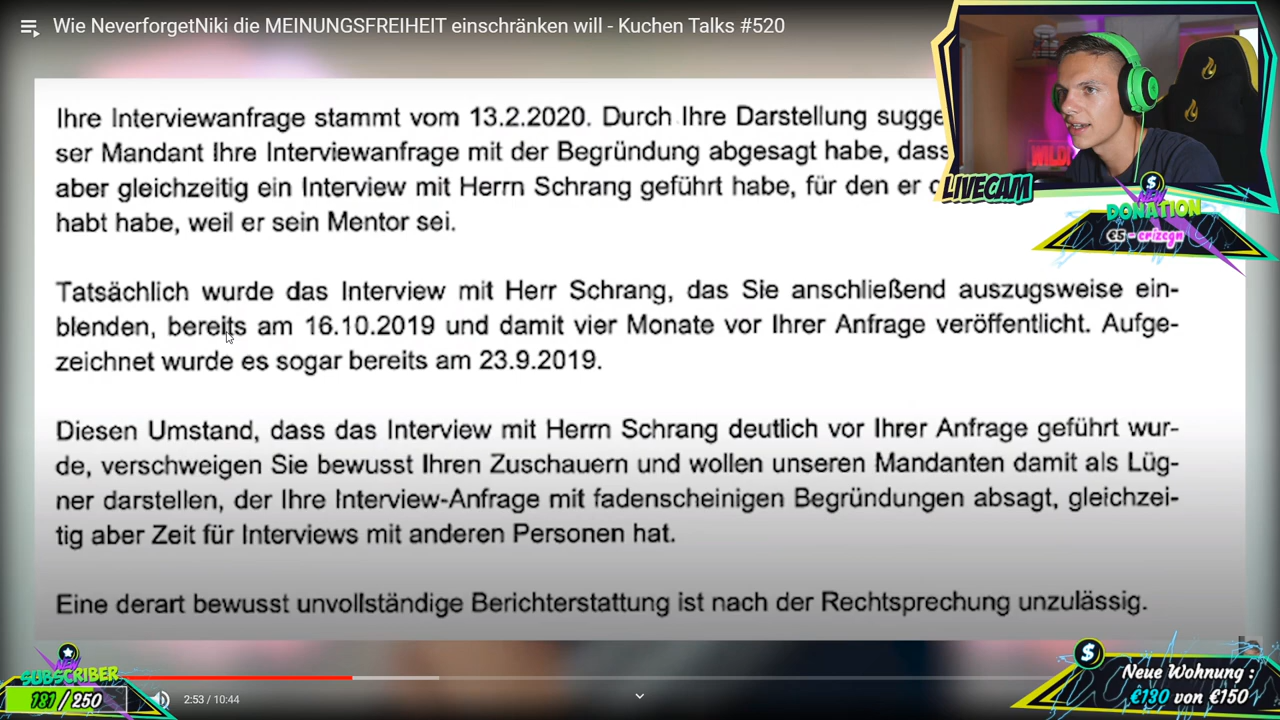 Wie NeverforgetNiki die MEINUNGSFREIHEIT einschränken will - Kuchen Talks #520
Ihre Interviewanfrage stammt vom 13.2.2020. Durch Ihre Darstellung sugge
ser Mandant Ihre Interviewanfrage mit der Begründung abgesagt habe, dass
aber gleichzeitig ein Interview mit Herrn Schrang geführt habe, für den er
habt habe, weil er sein Mentor sei.
Tatsächlich wurde das Interview mit Herr Schrang, das Sie anschließend auszugsweise ein-
blenden, bereits am 16.10.2019 und damit vier Monate vor Ihrer Anfrage veröffentlicht. Aufge-
zeichnet wurde es sogar bereits am 23.9.2019.
Diesen Umstand, dass das Interview mit Herrn Schrang deutlich vor Ihrer Anfrage geführt wur-
de, verschweigen Sie bewusst Ihren Zuschauern und wollen unseren Mandanten damit als Lüg-
ner darstellen, der Ihre Interview-Anfrage mit fadenscheinigen Begründungen absagt, gleichzei-
tig aber Zeit für Interviews mit anderen Personen hat.
Eine derart bewusst unvollständige Berichterstattung ist nach der Rechtsprechung unzulässig.
WILD
LIVECAM
$
NEW
DONATION
€5 - crizcgn
NEW
SUBSCRIBER
181 / 250
2:53 / 10:44
$
Neue Wohnung :
€130 von €150